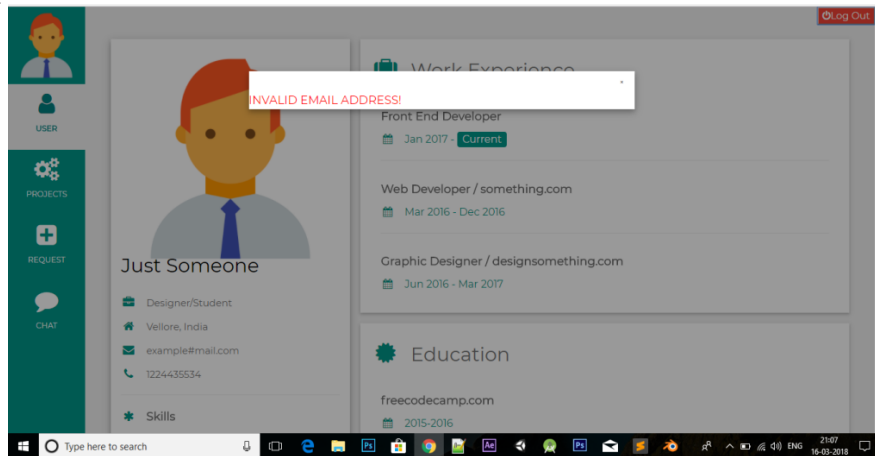 Log Out
Work Experience
INVALID EMAIL ADDRESS!
Front End Developer
Jan 2017 - Current
Web Developer / something.com
Mar 2016 - Dec 2016
Graphic Designer / designsomething.com
Jun 2016 - Mar 2017
USER
PROJECTS
REQUEST
CHAT
Just Someone
Designer/Student
Vellore, India
example#mail.com
1224435534
Skills
Education
freecodecamp.com
2015-2016
Type here to search
Ps
Ae
Ps
ENG
21:07
16-03-2018